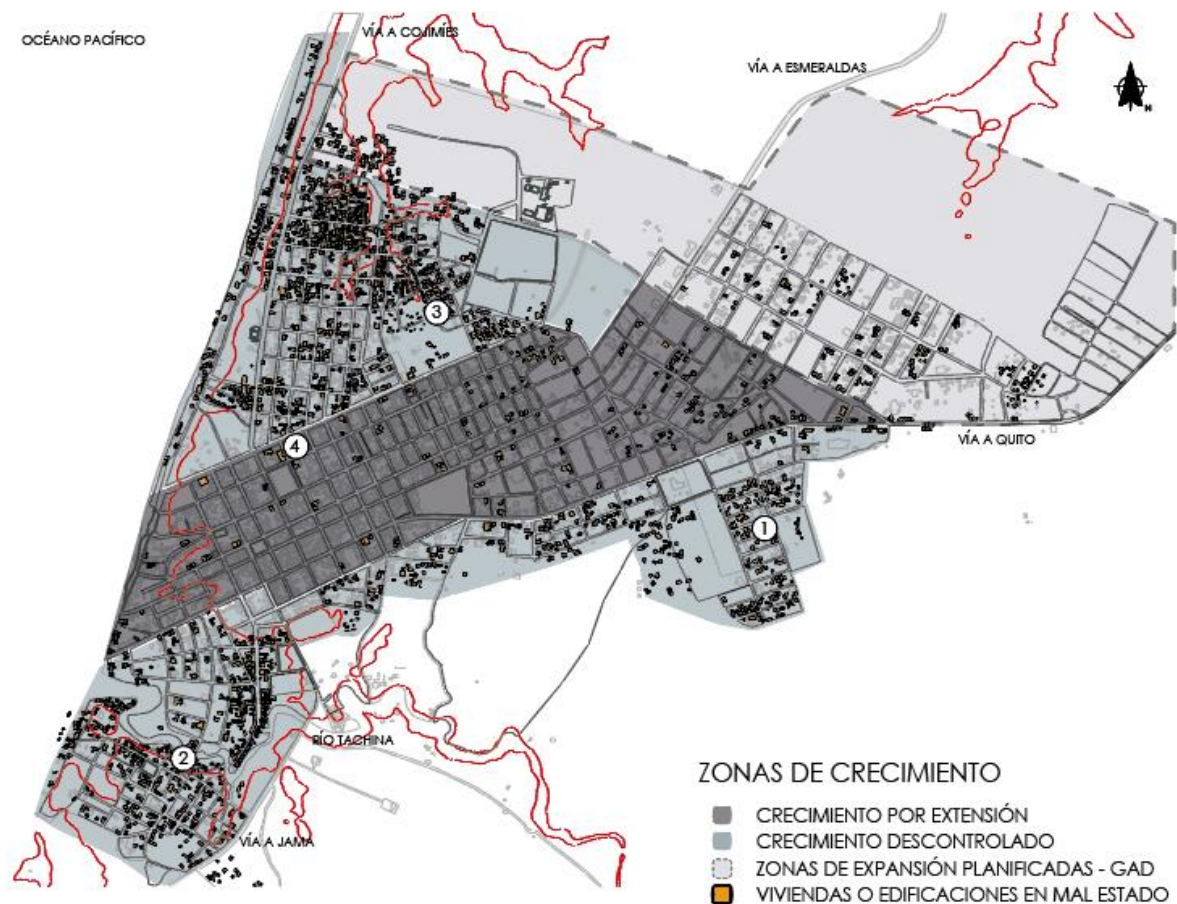 OCÉANO PACÍFICO
VÍA A COJIMÍES
VÍA A ESMERALDAS
N
3
4
VÍA A QUITO
1
RÍO TACHINA
2
VÍA A JAMA
ZONAS DE CRECIMIENTO
CRECIMIENTO POR EXTENSIÓN
CRECIMIENTO DESCONTROLADO
ZONAS DE EXPANSIÓN PLANIFICADAS - GAD
VIVIENDAS O EDIFICACIONES EN MAL ESTADO